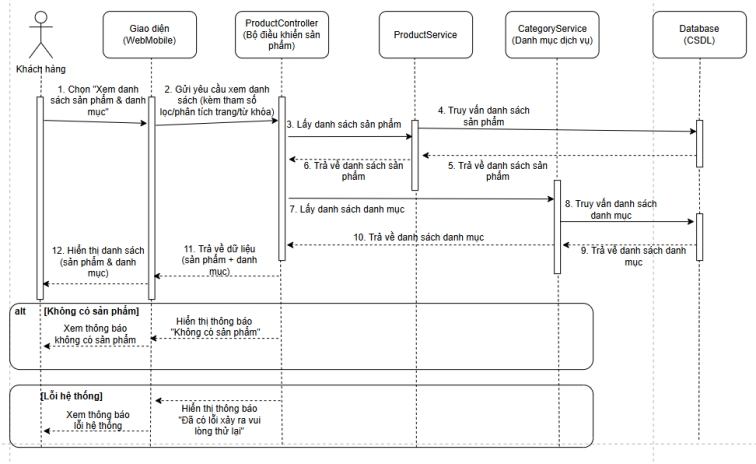 Khách hàng
Giao diện
(WebMobile)
ProductController
(Bộ điều khiển sản
phẩm)
ProductService
CategoryService
(Danh mục dịch vụ)
Database
(CSDL)
1. Chọn "Xem danh
sách sản phẩm & danh
mục"
2. Gửi yêu cầu xem danh
sách (kèm tham số
lọc/phân tích trang/từ khóa)
3. Lấy danh sách sản phẩm
4. Truy vấn danh sách
sản phẩm
5. Trả về danh sách sản
phẩm
6. Trả về danh sách sản
phẩm
7. Lấy danh sách danh mục
8. Truy vấn danh sách
danh mục
9. Trả về danh sách danh
mục
10. Trả về danh sách danh mục
11. Trả về dữ liệu
(sản phẩm + danh
mục)
12. Hiển thị danh sách
(sản phẩm & danh
mục)
alt [Không có sản phẩm]
Hiển thị thông báo
"Không có sản phẩm"
Xem thông báo
không có sản phẩm
[Lỗi hệ thống]
Hiển thị thông báo
"Đã có lỗi xảy ra vui
lòng thử lại"
Xem thông báo
lỗi hệ thống